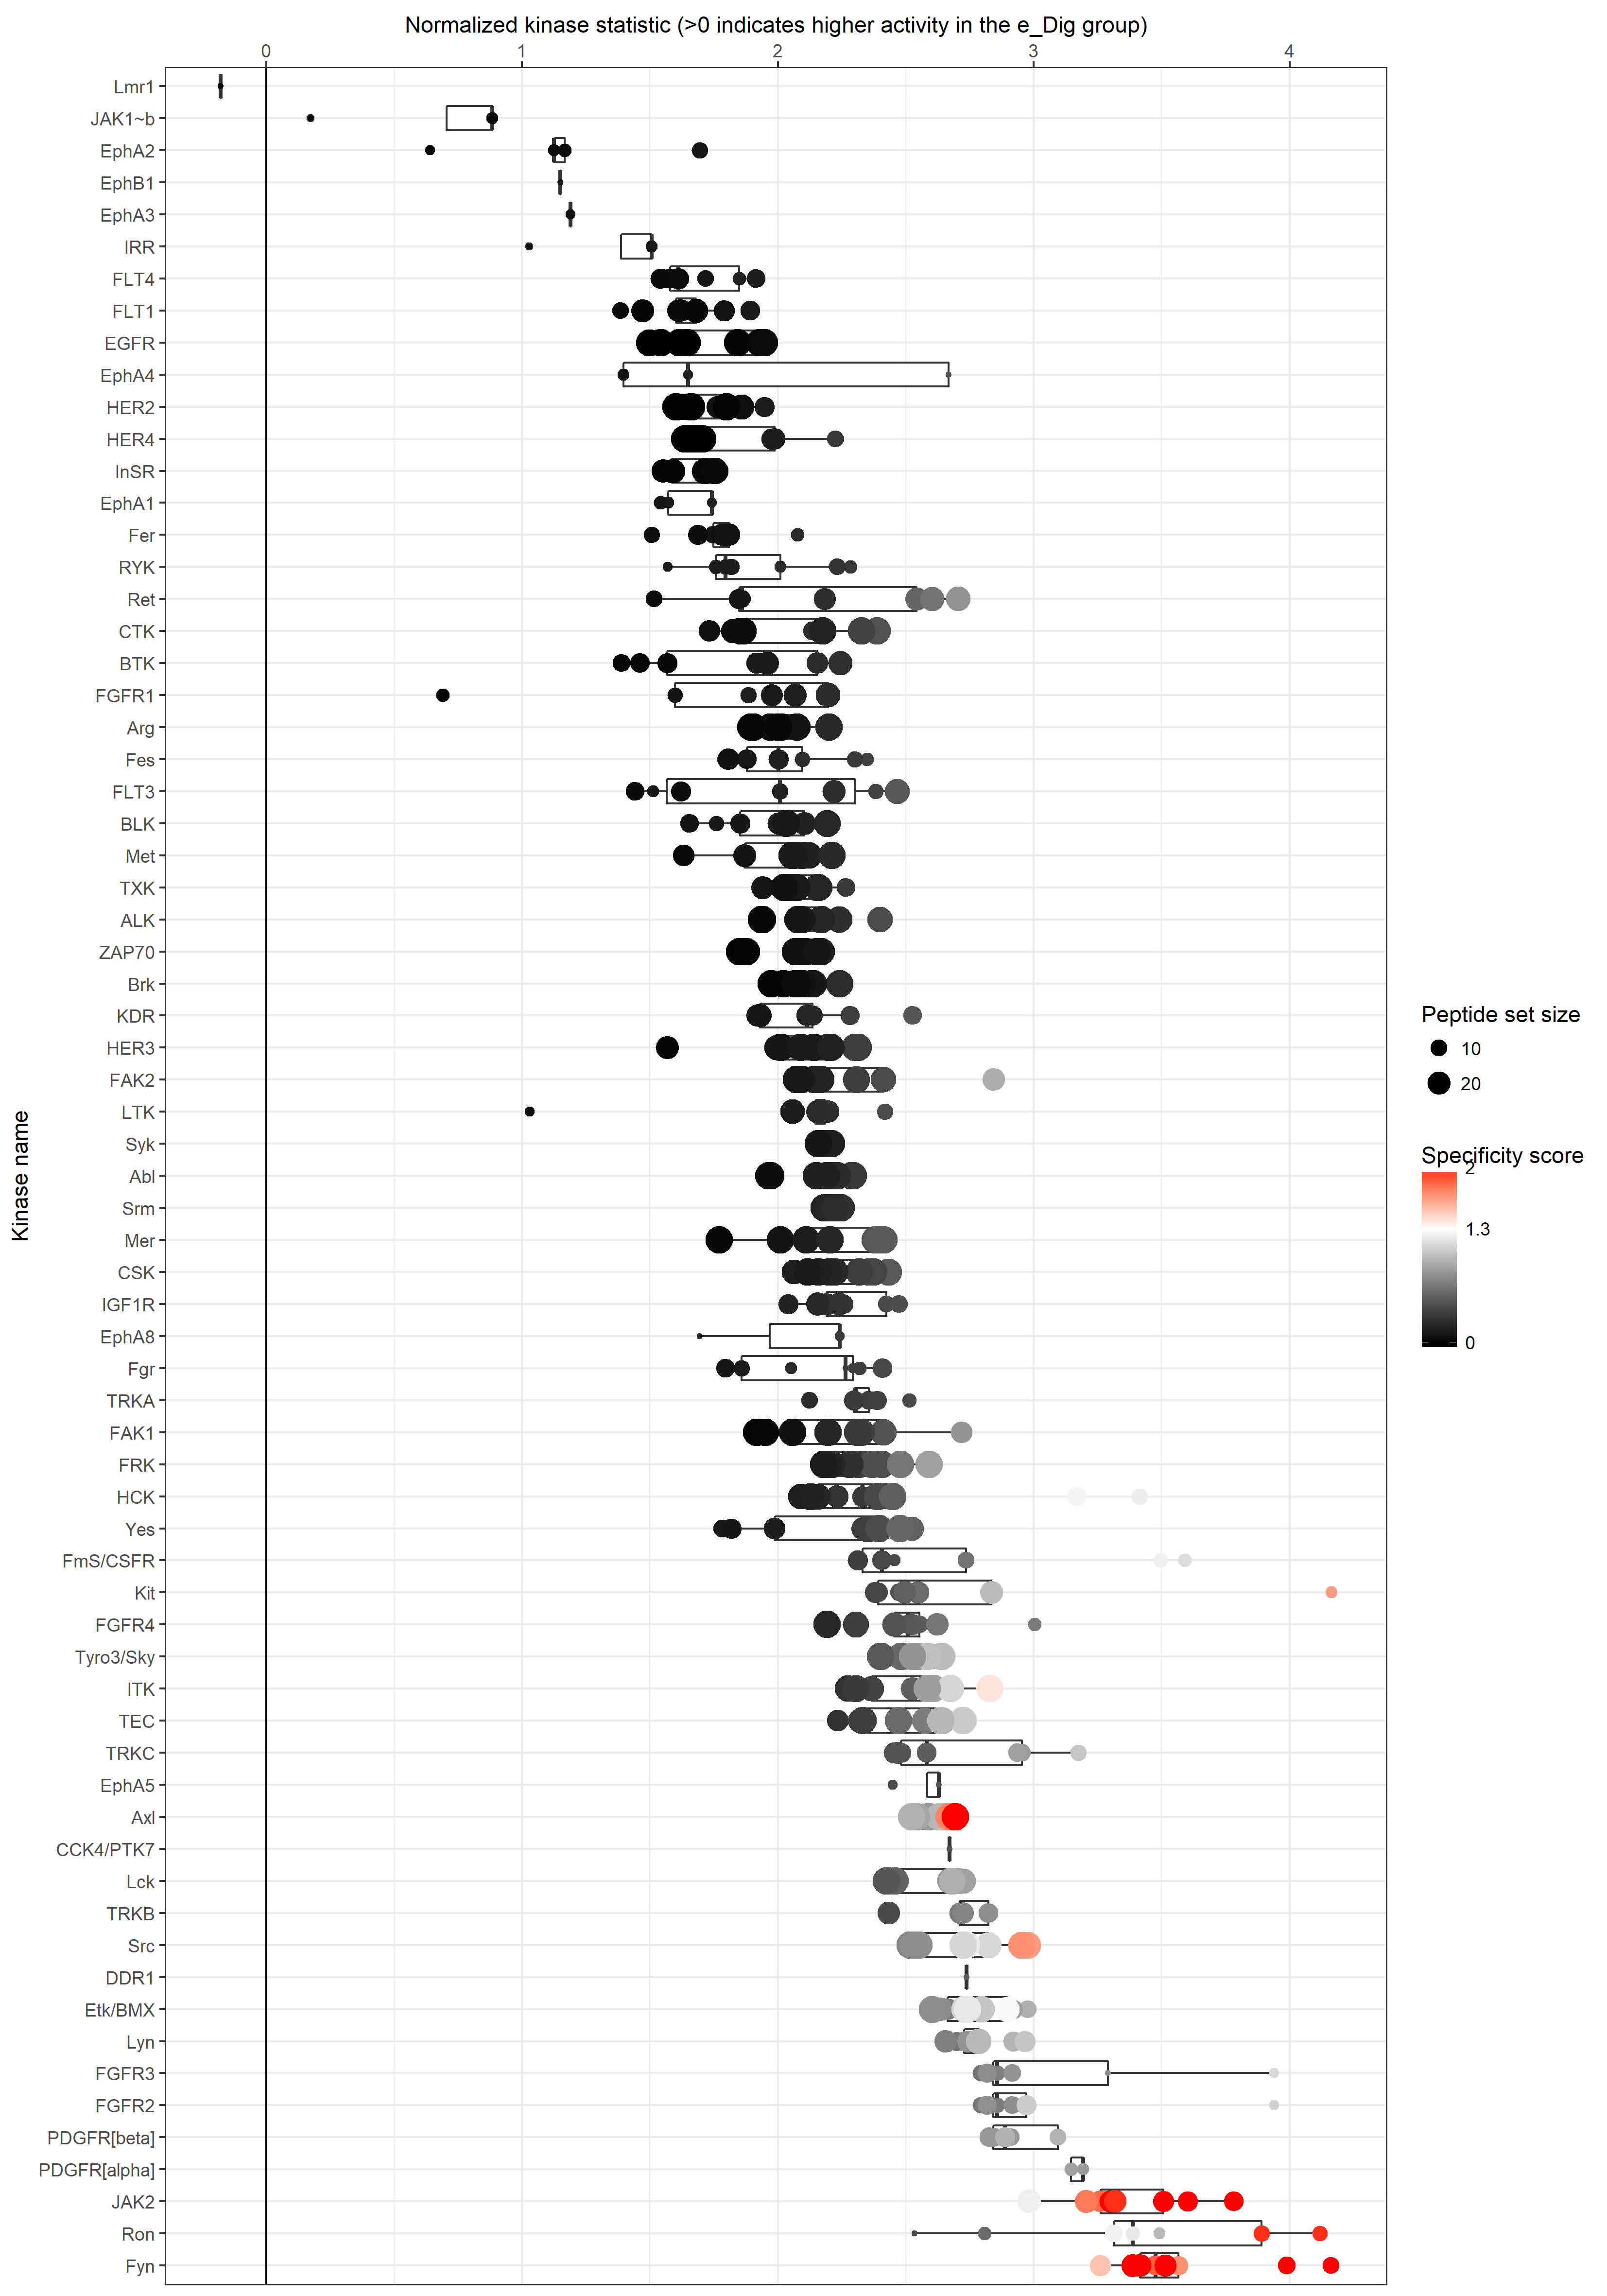 Normalized kinase statistic (>0 indicates higher activity in the e_Dig group)
0 1 2 3 4
Kinase name
Lmr1
JAK1~b
EphA2
EphB1
EphA3
IRR
FLT4
FLT1
EGFR
EphA4
HER2
HER4
InSR
EphA1
Fer
RYK
Ret
CTK
BTK
FGFR1
Arg
Fes
FLT3
BLK
Met
TXK
ALK
ZAP70
Brk
KDR
HER3
FAK2
LTK
Syk
Abl
Srm
Mer
CSK
IGF1R
EphA8
Fgr
TRKA
FAK1
FRK
HCK
Yes
FmS/CSFR
Kit
FGFR4
Tyro3/Sky
ITK
TEC
TRKC
EphA5
Axl
CCK4/PTK7
Lck
TRKB
Src
DDR1
Etk/BMX
Lyn
FGFR3
FGFR2
PDGFR[beta]
PDGFR[alpha]
JAK2
Ron
Fyn
Peptide set size
10
20
Specificity score
2
1.3
0